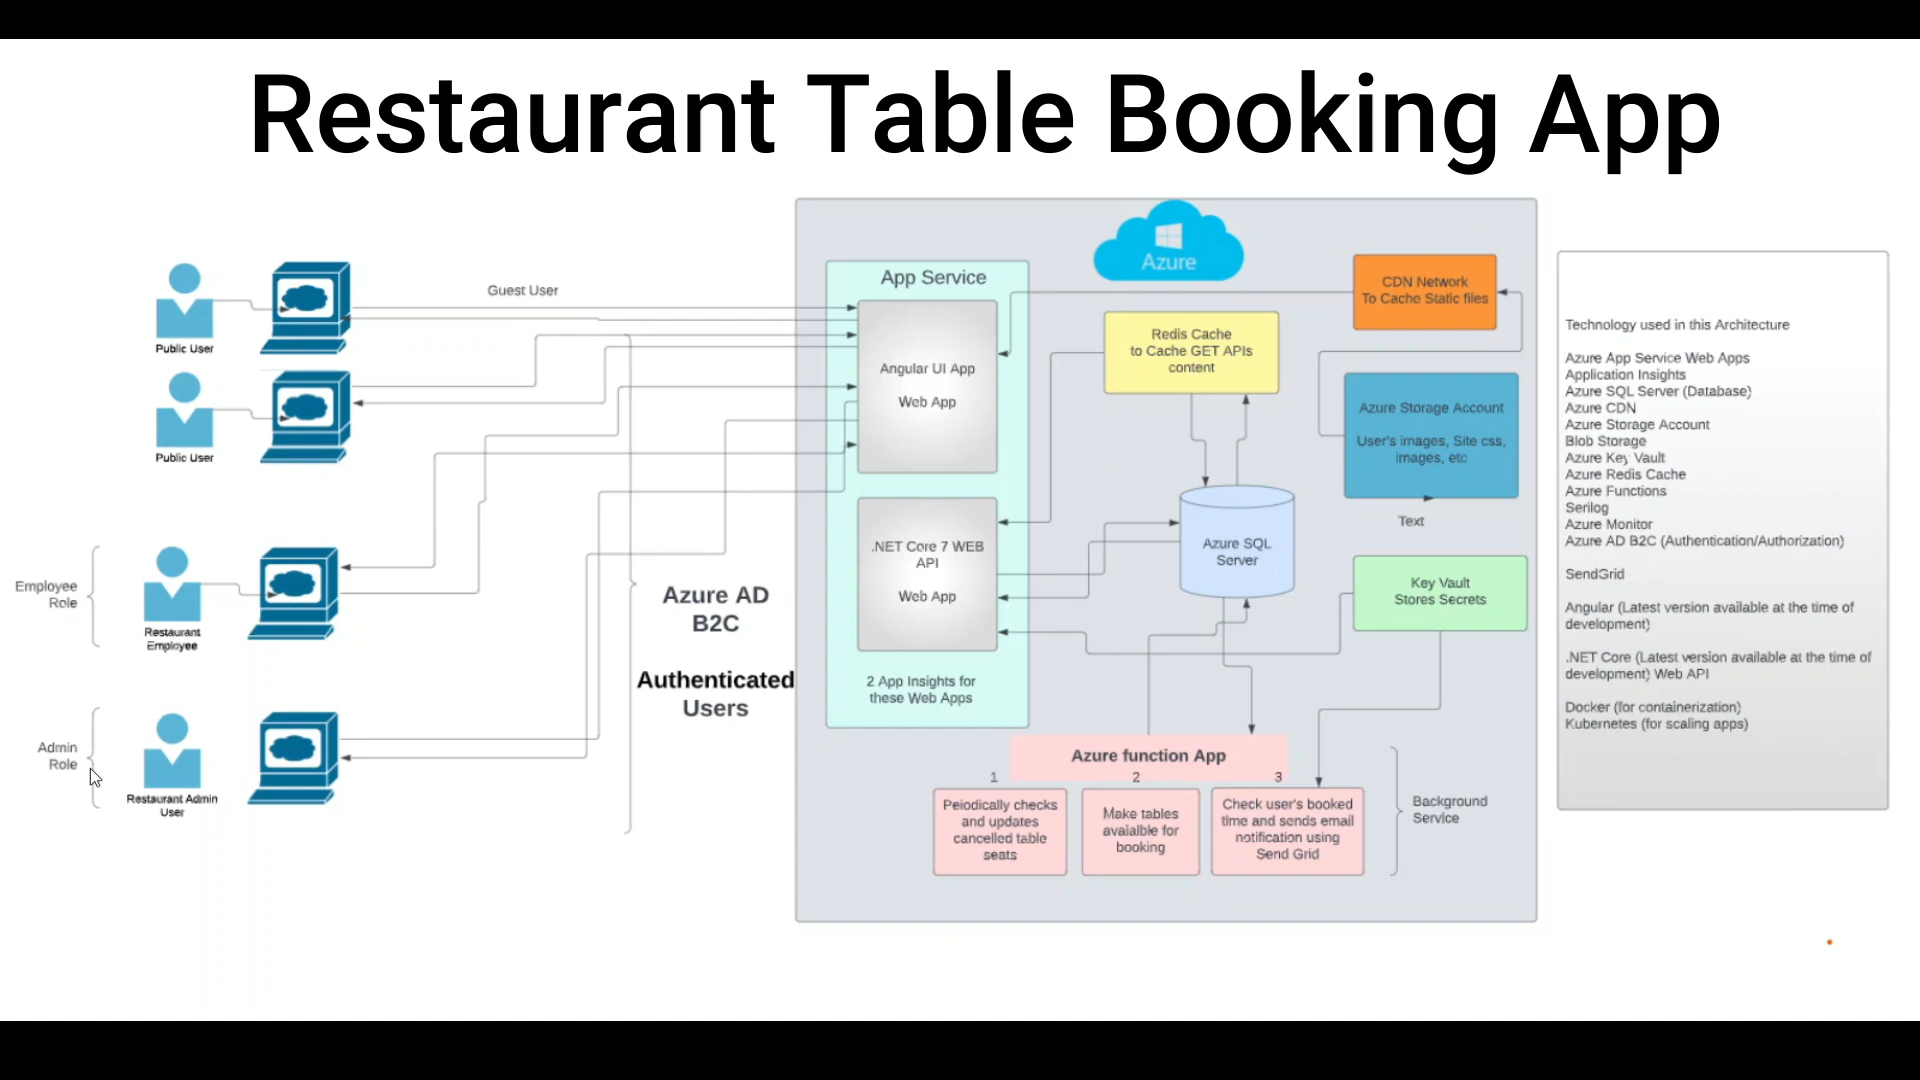 Restaurant Table Booking App
Guest User
Public User
Public User
Employee
Role
Restaurant
Employee
Admin
Role
Restaurant Admin
User
Azure AD
B2C
Authenticated
Users
App Service
Angular UI App
Web App
.NET Core 7 WEB
API
Web App
2 App Insights for
these Web Apps
Azure
Redis Cache
to Cache GET APIs
content
CDN Network
To Cache Static files
Azure Storage Account
User's images, Site css,
images, etc
Text
Azure SQL
Server
Key Vault
Stores Secrets
Azure function App
1
2
3
Peiodically checks
and updates
cancelled table
seats
Make tables
avaialble for
booking
Check user's booked
time and sends email
notification using
Send Grid
Background
Service
Technology used in this Architecture
Azure App Service Web Apps
Application Insights
Azure SQL Server (Database)
Azure CDN
Azure Storage Account
Blob Storage
Azure Key Vault
Azure Redis Cache
Azure Functions
Serilog
Azure Monitor
Azure AD B2C (Authentication/Authorization)
SendGrid
Angular (Latest version available at the time of
development)
.NET Core (Latest version available at the time of
development) Web API
Docker (for containerization)
Kubernetes (for scaling apps)